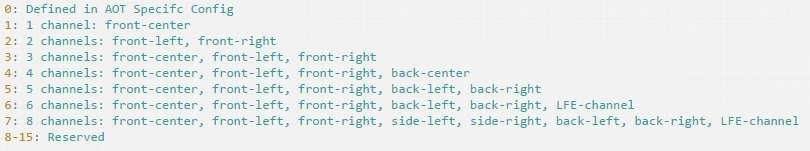 0: Defined in AOT Specifc Config
1: 1 channel: front-center
2: 2 channels: front-left, front-right
3: 3 channels: front-center, front-left, front-right
4: 4 channels: front-center, front-left, front-right, back-center
5: 5 channels: front-center, front-left, front-right, back-left, back-right
6: 6 channels: front-center, front-left, front-right, back-left, back-right, LFE-channel
7: 8 channels: front-center, front-left, front-right, side-left, side-right, back-left, back-right, LFE-channel
8-15: Reserved